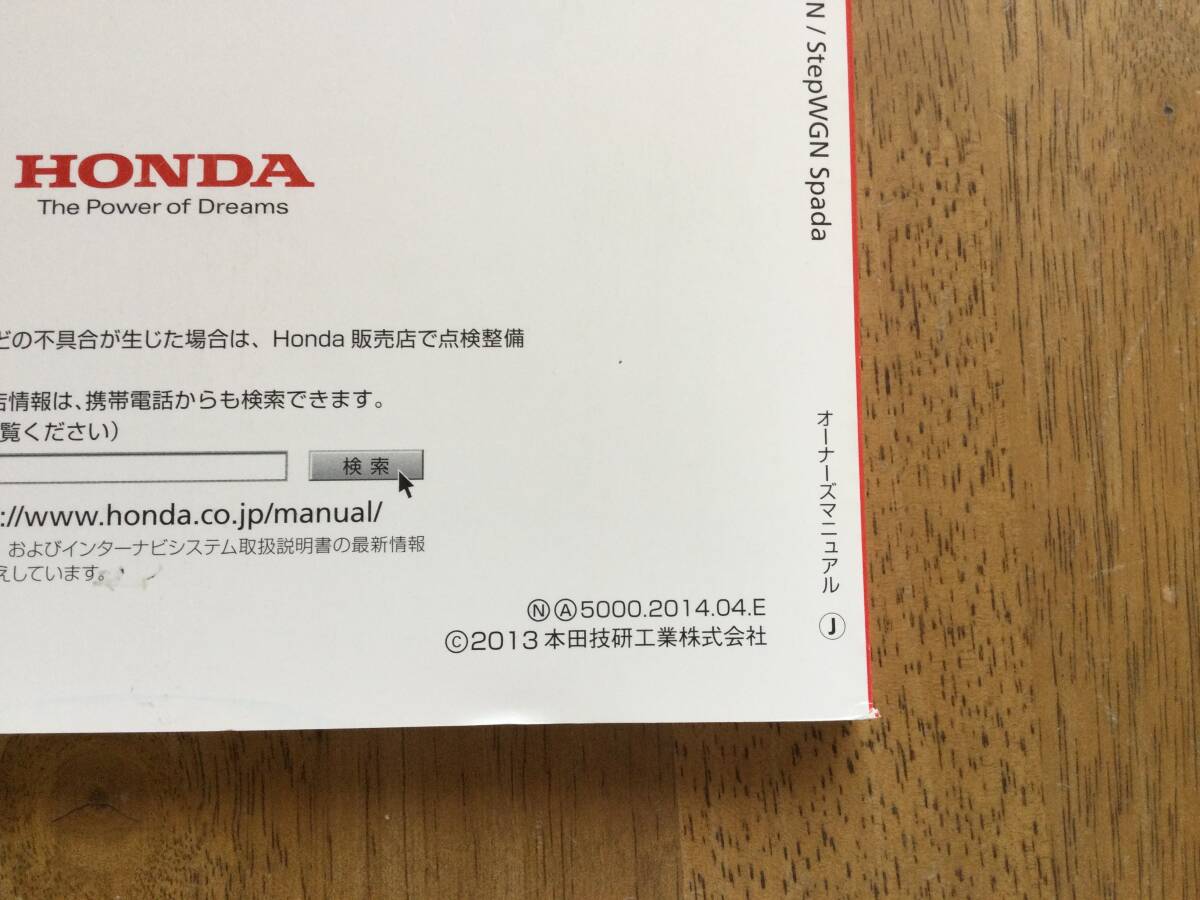 HONDA
The Power of Dreams
どの不具合が生じた場合は、Honda 販売店で点検整備
店情報は、携帯電話からも検索できます。
覧ください）
検索
://www.honda.co.jp/manual/
およびインターナビシステム取扱説明書の最新情報
えしています。
ⓃⒶ5000.2014.04.E
©2013 本田技研工業株式会社
N / StepWGN Spada
オーナーズマニュアル Ⓙ